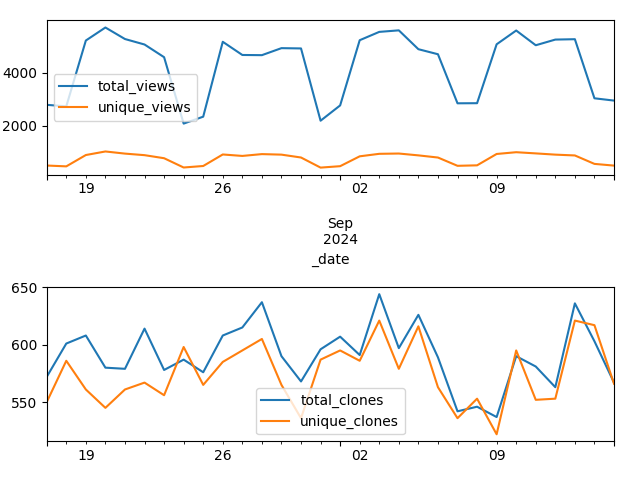 4000
2000
total_views
unique_views
19 26 02 09
Sep
2024
_date
650
600
550
total_clones
unique_clones
19 26 02 09